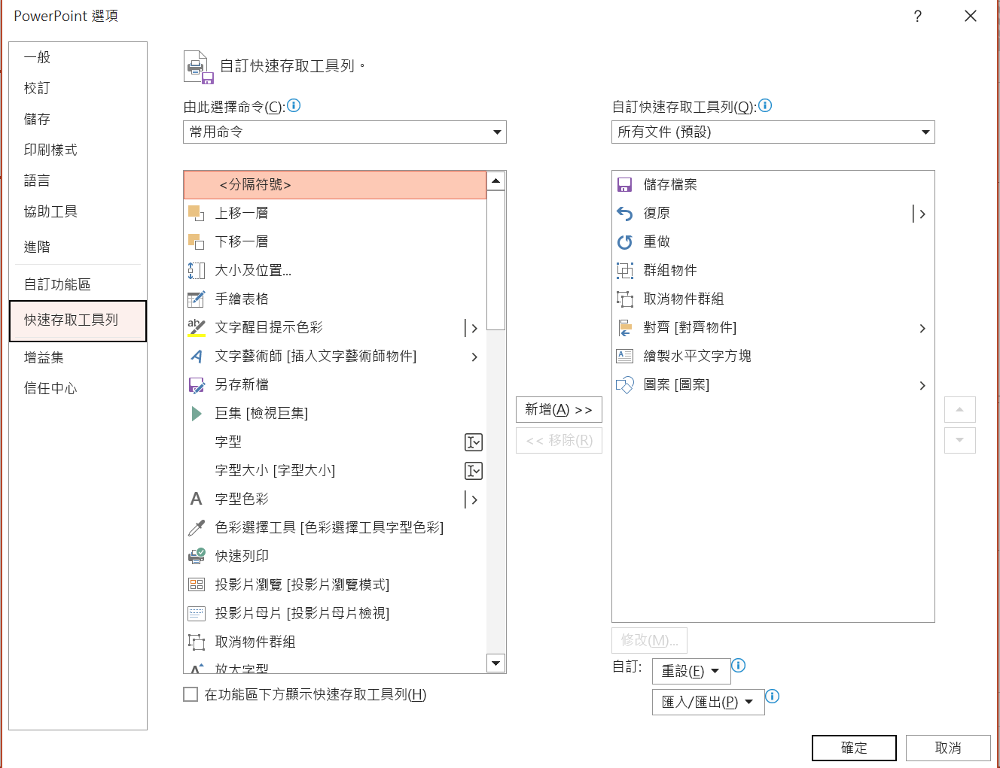 PowerPoint 選項
?
一般
校訂
儲存
印刷樣式
語言
協助工具
進階
自訂功能區
快速存取工具列
增益集
信任中心
自訂快速存取工具列。
由此選擇命令(C):
常用命令
<分隔符號>
上移一層
下移一層
大小及位置...
手繪表格
文字醒目提示色彩
文字藝術師 [插入文字藝術師物件]
另存新檔
巨集 [檢視巨集]
字型
字型大小 [字型大小]
字型色彩
色彩選擇工具 [色彩選擇工具字型色彩]
快速列印
投影片瀏覽 [投影片瀏覽模式]
投影片母片 [投影片母片檢視]
取消物件群組
放大字型
在功能區下方顯示快速存取工具列(H)
新增(A) >>
<< 移除(R)
自訂快速存取工具列(Q):
所有文件 (預設)
儲存檔案
復原
重做
群組物件
取消物件群組
對齊 [對齊物件]
繪製水平文字方塊
圖案 [圖案]
修改(M)...
自訂:
重設(E)
匯入/匯出(P)
確定
取消